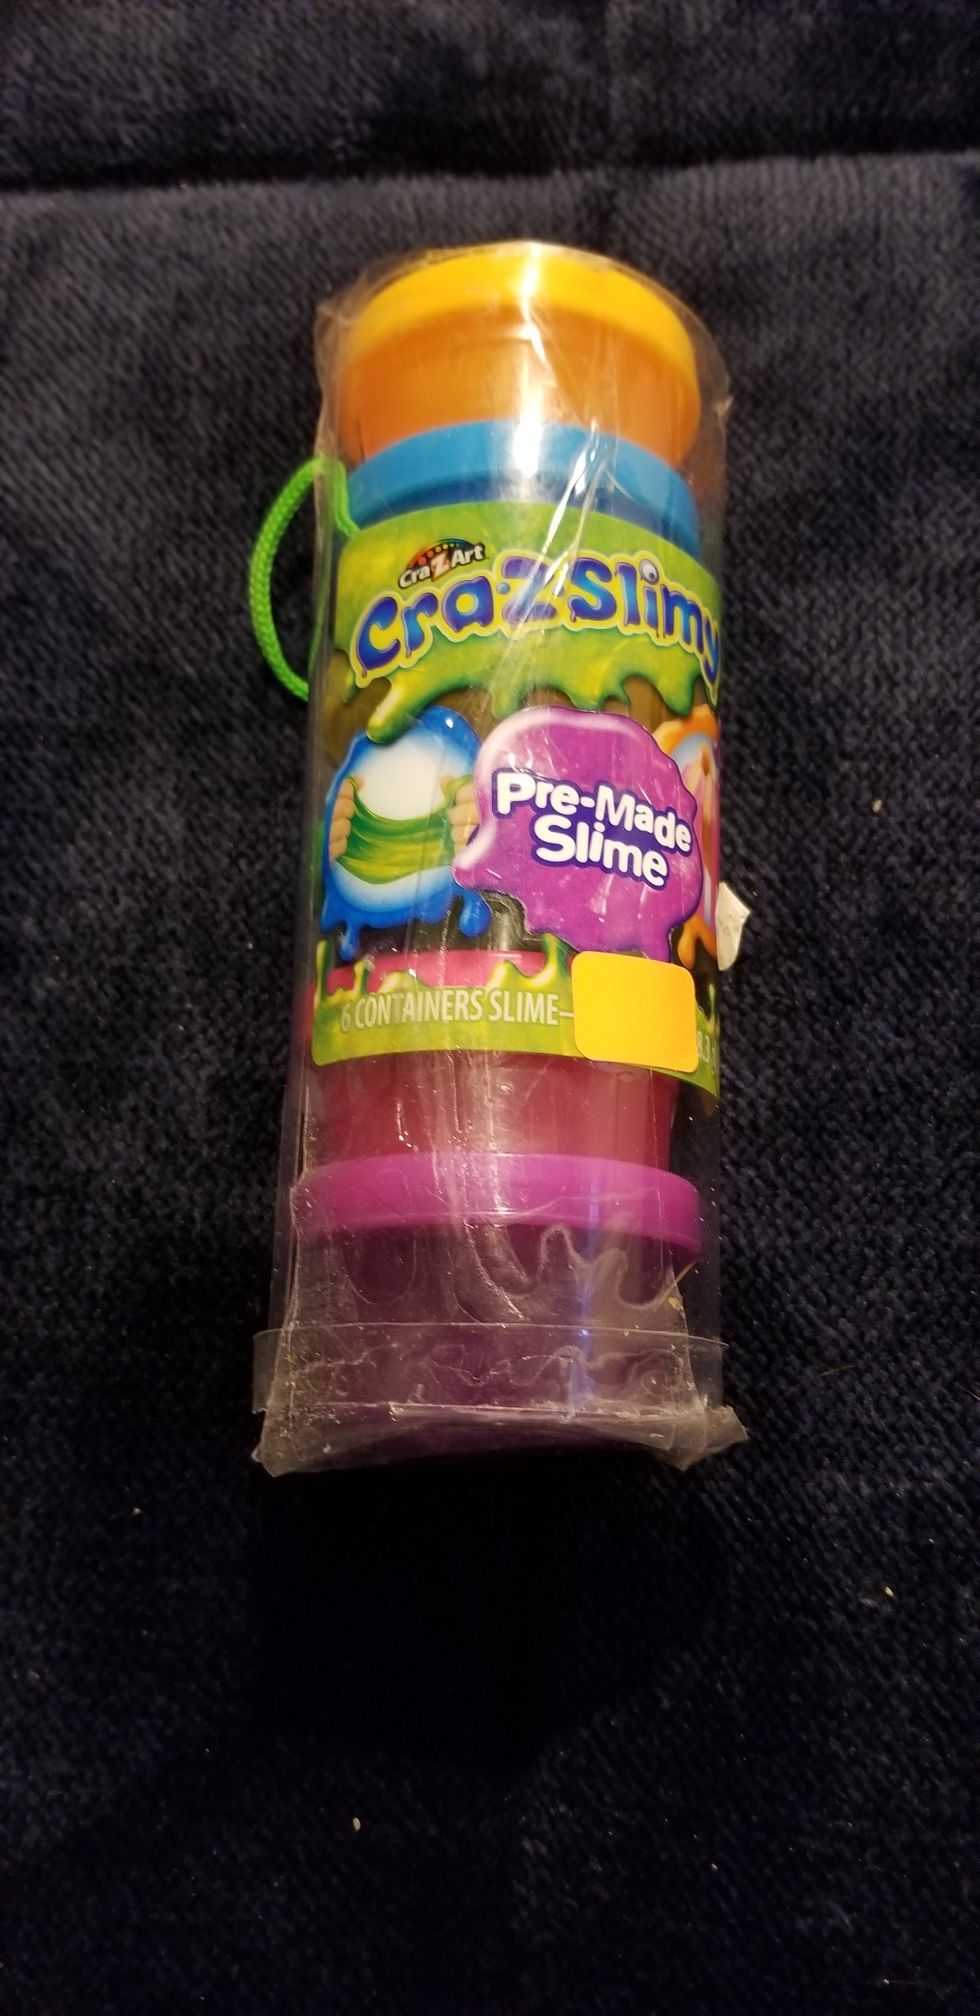 Cra Z Art
Cra-Z-Slimy
Pre-Made
Slime
6 CONTAINERS SLIME–